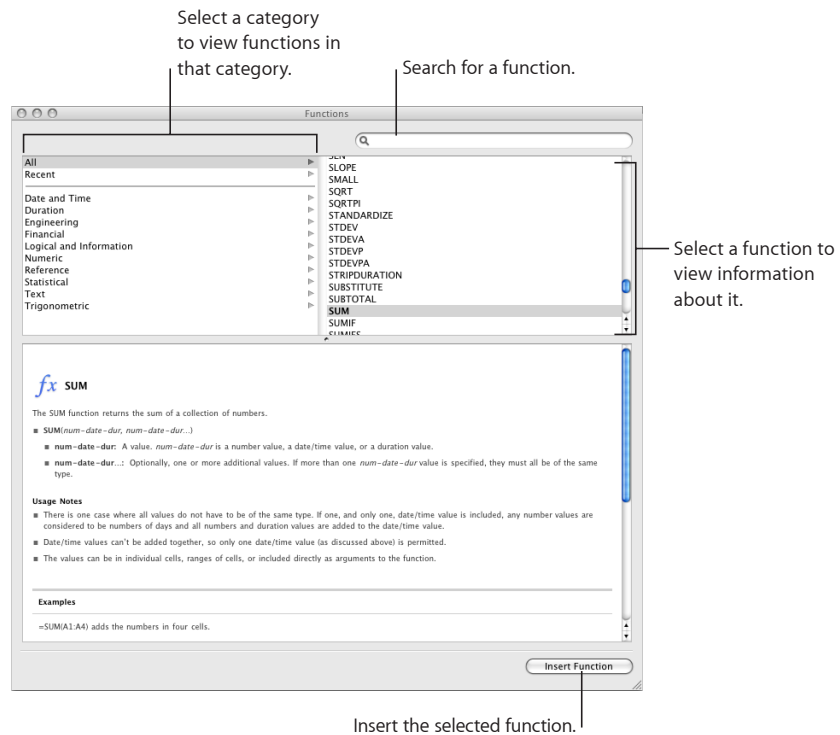 Select a category
to view functions in
that category.
Search for a function.
Functions
All
Recent
Date and Time
Duration
Engineering
Financial
Logical and Information
Numeric
Reference
Statistical
Text
Trigonometric
SLOPE
SMALL
SQRT
SQRTPI
STANDARDIZE
STDEV
STDEVA
STDEVP
STDEVPA
STRIPDURATION
SUBSTITUTE
SUBTOTAL
SUM
SUMIF
SUMIFS
Select a function to
view information
about it.
fx SUM
The SUM function returns the sum of a collection of numbers.
SUM(num-date-dur, num-date-dur...)
num-date-dur: A value. num-date-dur is a number value, a date/time value, or a duration value.
num-date-dur...: Optionally, one or more additional values. If more than one num-date-dur value is specified, they must all be of the same
type.
Usage Notes
There is one case where all values do not have to be of the same type. If one, and only one, date/time value is included, any number values are
considered to be numbers of days and all numbers and duration values are added to the date/time value.
Date/time values can't be added together, so only one date/time value (as discussed above) is permitted.
The values can be in individual cells, ranges of cells, or included directly as arguments to the function.
Examples
=SUM(A1:A4) adds the numbers in four cells.
Insert Function
Insert the selected function.